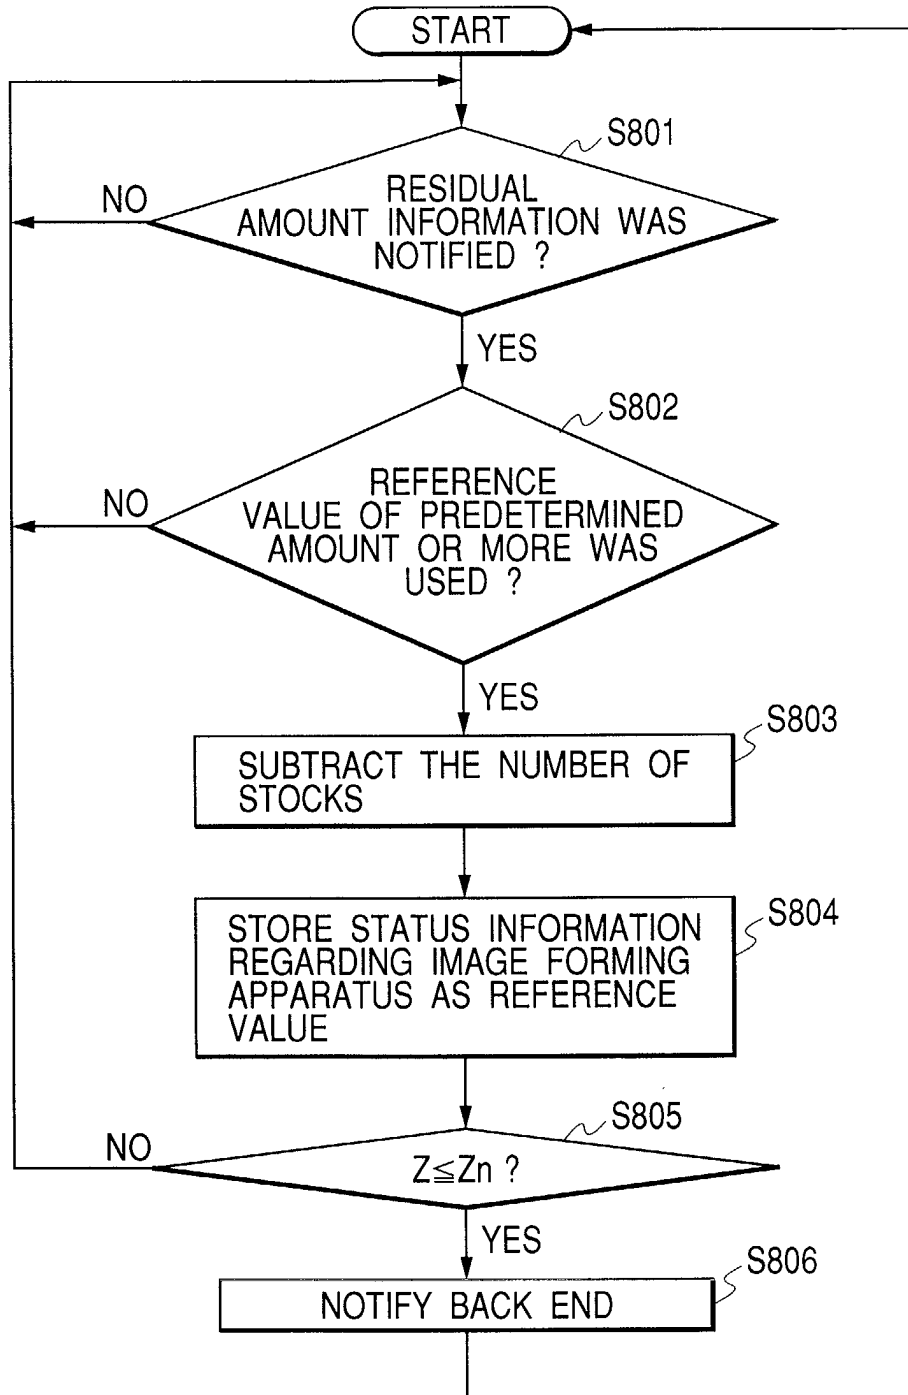 START
S801
NO
RESIDUAL
AMOUNT INFORMATION WAS
NOTIFIED ?
YES
S802
NO
REFERENCE
VALUE OF PREDETERMINED
AMOUNT OR MORE WAS
USED ?
YES
S803
SUBTRACT THE NUMBER OF
STOCKS
S804
STORE STATUS INFORMATION
REGARDING IMAGE FORMING
APPARATUS AS REFERENCE
VALUE
S805
NO
Z≦Zn ?
YES
S806
NOTIFY BACK END